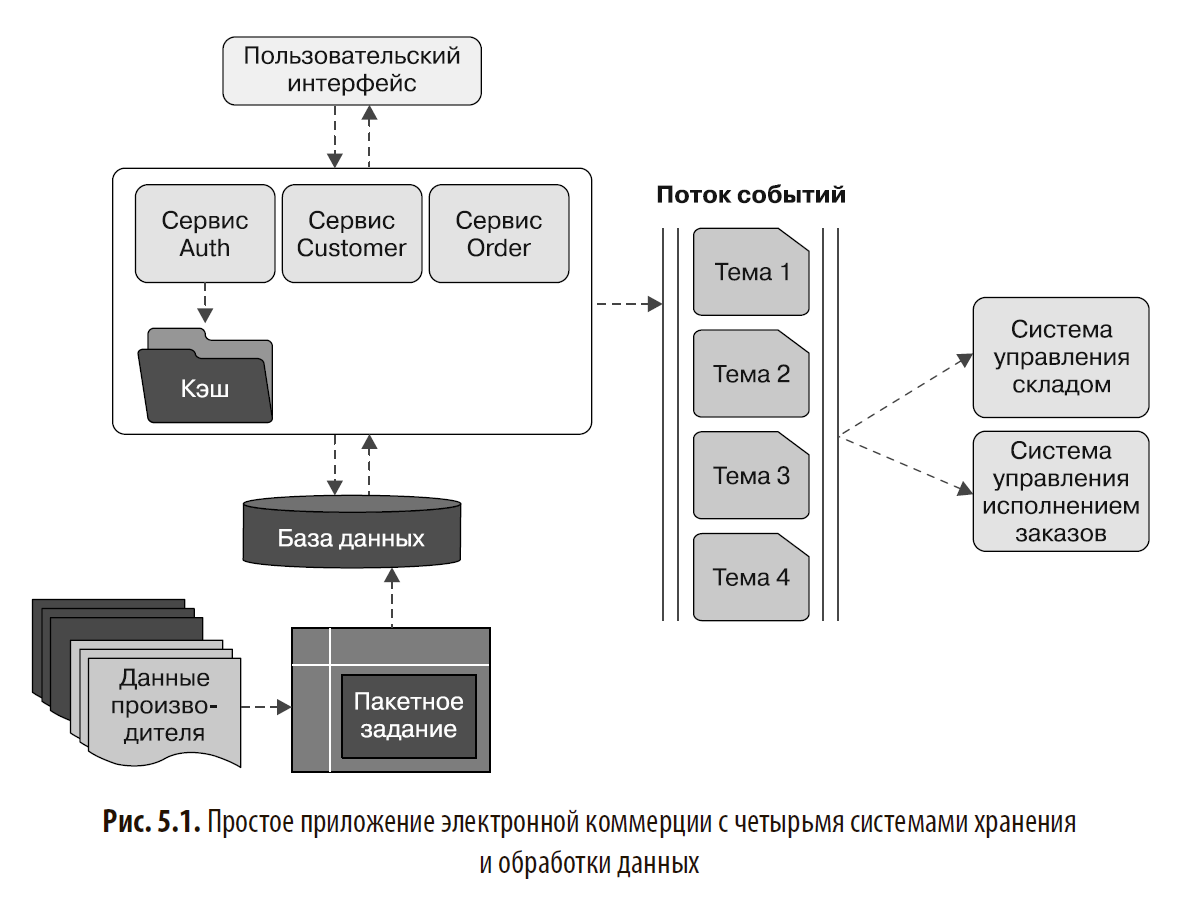 Пользовательский
интерфейс
Сервис
Auth
Сервис
Customer
Сервис
Order
Кэш
База данных
Данные
произво-
дителя
Пакетное
задание
Поток событий
Тема 1
Тема 2
Тема 3
Тема 4
Система
управления
складом
Система
управления
исполнением
заказов
Рис. 5.1. Простое приложение электронной коммерции с четырьмя системами хранения
и обработки данных